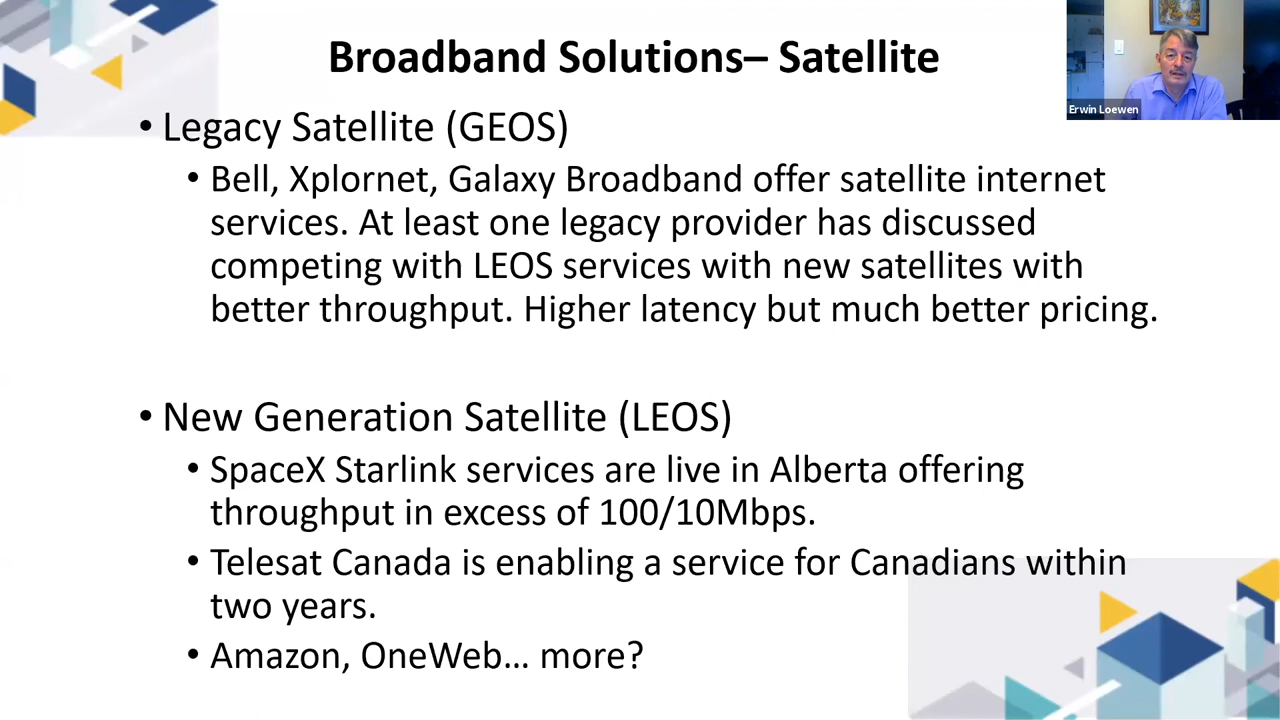 Broadband Solutions– Satellite
Erwin Loewen
• Legacy Satellite (GEOS)
• Bell, Xplornet, Galaxy Broadband offer satellite internet
services. At least one legacy provider has discussed
competing with LEOS services with new satellites with
better throughput. Higher latency but much better pricing.
• New Generation Satellite (LEOS)
• SpaceX Starlink services are live in Alberta offering
throughput in excess of 100/10Mbps.
• Telesat Canada is enabling a service for Canadians within
two years.
• Amazon, OneWeb… more?